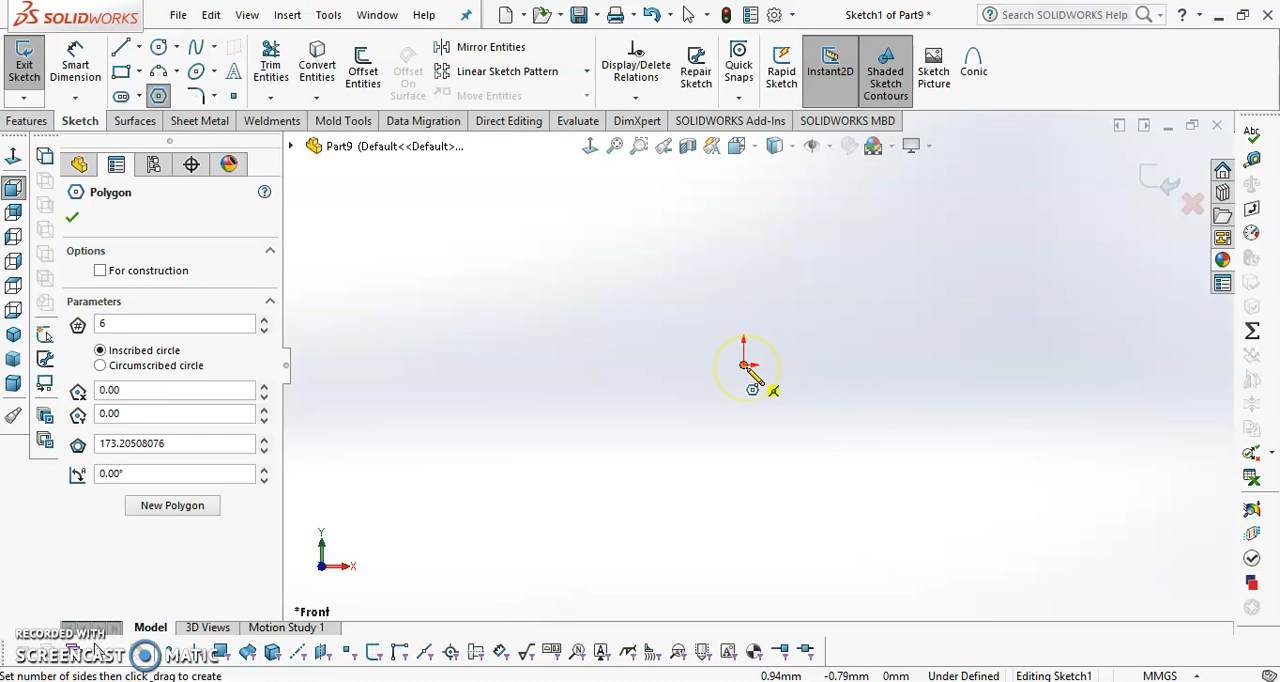 SOLIDWORKS
File Edit View Insert Tools Window Help
Sketch1 of Part9 *
Search SOLIDWORKS Help
Exit Sketch
Smart Dimension
Trim Entities
Convert Entities
Offset Entities
Offset On Surface
Mirror Entities
Linear Sketch Pattern
Move Entities
Display/Delete Relations
Repair Sketch
Quick Snaps
Rapid Sketch
Instant2D
Shaded Sketch Contours
Sketch Picture
Conic
Features Sketch Surfaces Sheet Metal Weldments Mold Tools Data Migration Direct Editing Evaluate DimXpert SOLIDWORKS Add-Ins SOLIDWORKS MBD
Part9 (Default<<Default>...
Polygon
Options
For construction
Parameters
6
Inscribed circle
Circumscribed circle
0.00
0.00
173.20508076
0.00°
New Polygon
Y
X
*Front
Model 3D Views Motion Study 1
RECORDED WITH
SCREENCAST MATIC
Set number of sides then click_drag to create
0.94mm -0.79mm 0mm Under Defined Editing Sketch1 MMGS